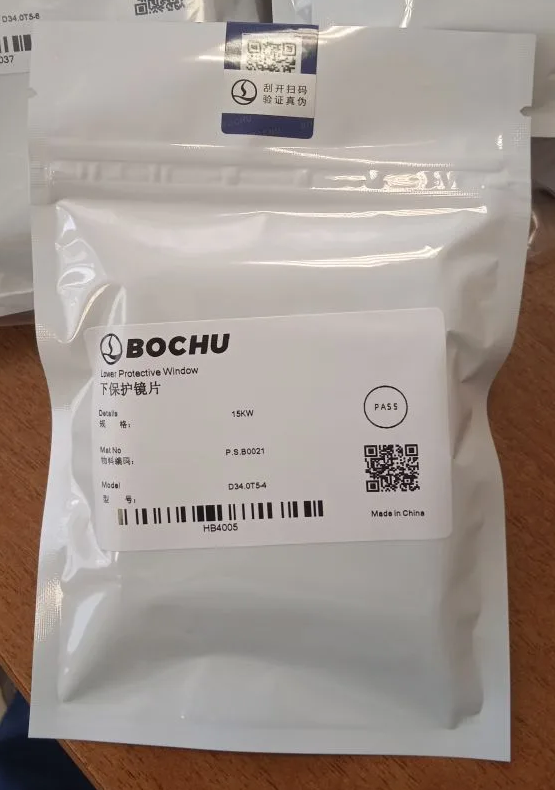 D34.0T5-6
037
刮开扫码
验证真伪
BOCHU
Lower Protective Window
下保护镜片
Details
规 格:
15KW
PASS
Mat No
物料编码:
P.S.B0021
Model
型 号:
D34.0T5-4
HB4005
Made in China